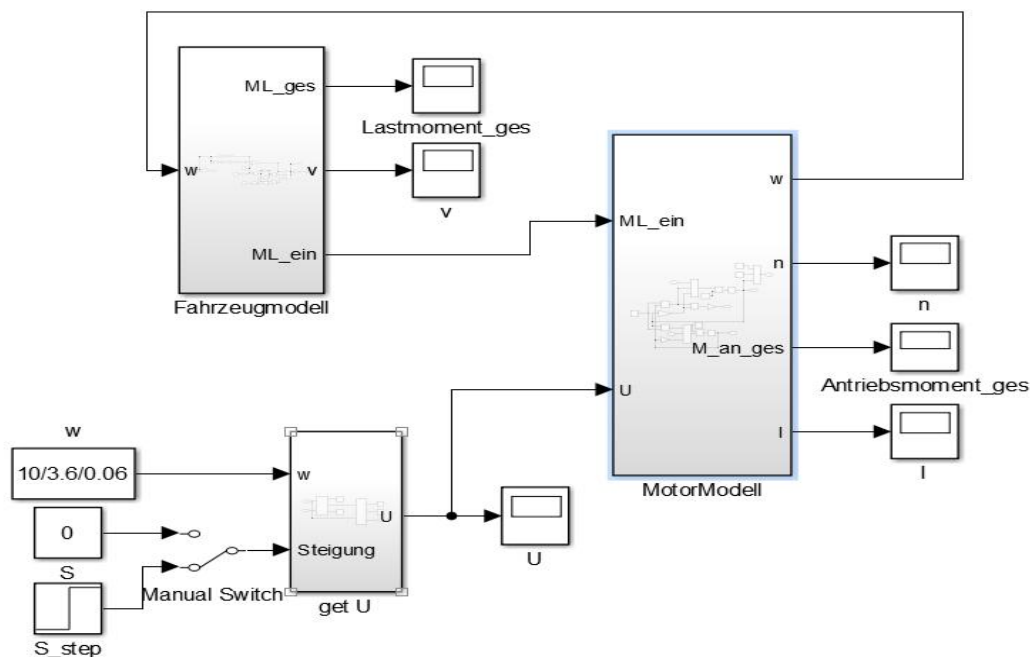 ML_ges
Lastmoment_ges
w
v
v
w
ML_ein
ML_ein
n
n
Fahrzeugmodell
M_an_ges
Antriebsmoment_ges
U
w
I
10/3.6/0.06
w
I
MotorModell
U
0
Steigung
U
S
Manual Switch
get U
S_step